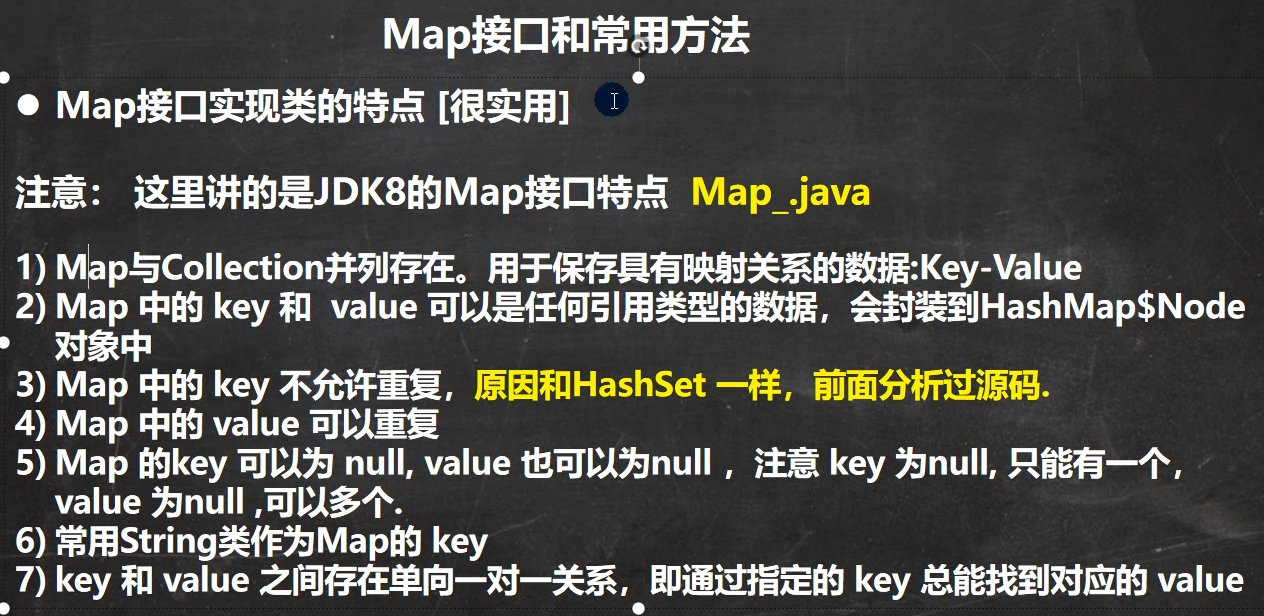 Map接口和常用方法
● Map接口实现类的特点 [很实用]
注意： 这里讲的是JDK8的Map接口特点 Map_.java
1) Map与Collection并列存在。用于保存具有映射关系的数据:Key-Value
2) Map 中的 key 和 value 可以是任何引用类型的数据，会封装到HashMap$Node
对象中
3) Map 中的 key 不允许重复，原因和HashSet 一样，前面分析过源码.
4) Map 中的 value 可以重复
5) Map 的key 可以为 null, value 也可以为null ，注意 key 为null, 只能有一个，
value 为null ,可以多个.
6) 常用String类作为Map的 key
7) key 和 value 之间存在单向一对一关系，即通过指定的 key 总能找到对应的 value